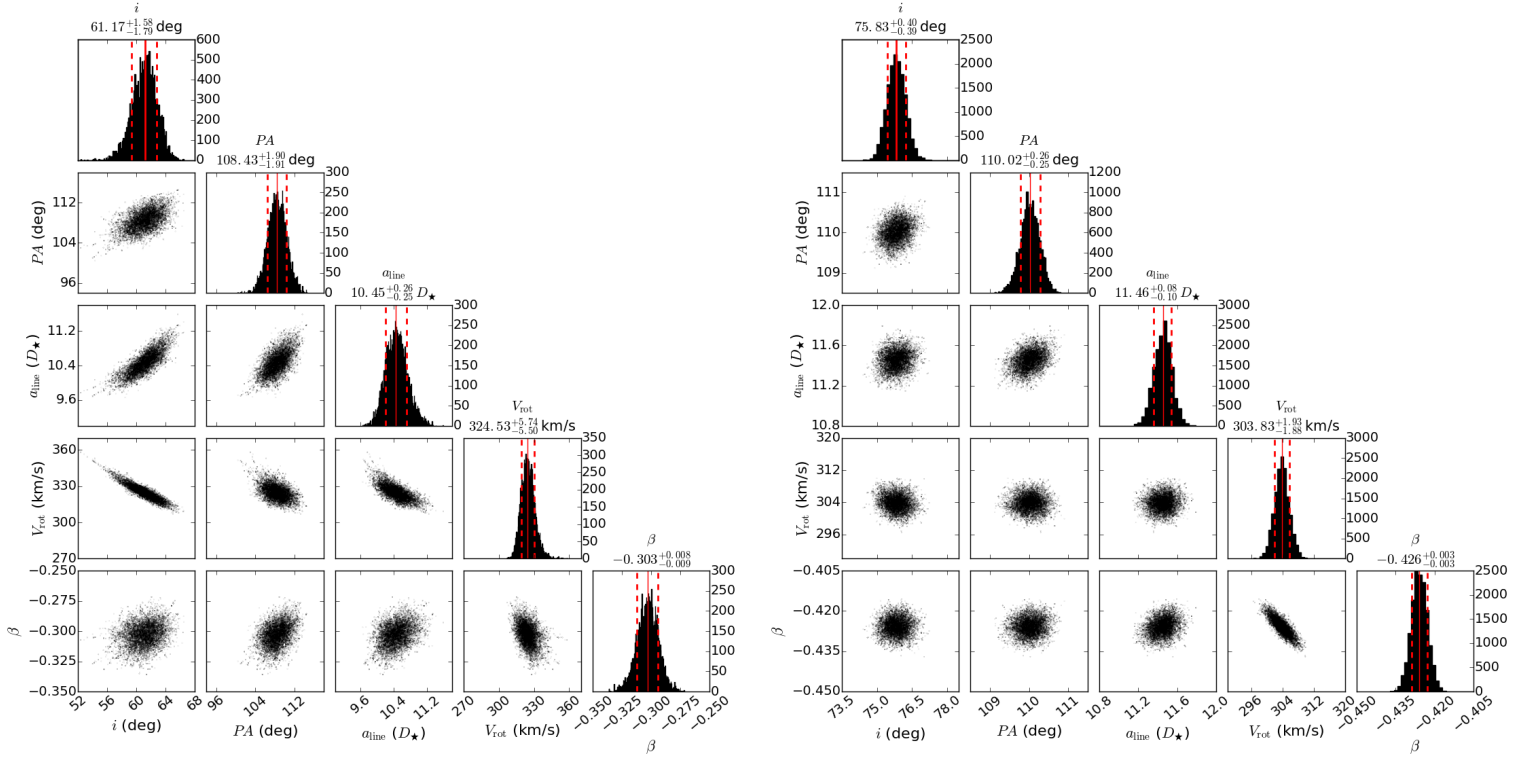 i
61.17 +1.58 −1.79 deg
600
500
400
300
200
100
0
PA
108.43 +1.90 −1.91 deg
PA (deg)
112
104
96
300
250
200
150
100
50
0
a_line
10.45 +0.26 −0.25 D★
a_line (D★)
11.2
10.4
9.6
300
250
200
150
100
50
0
V_rot
324.53 +5.74 −5.50 km/s
V_rot (km/s)
360
330
300
270
350
300
250
200
150
100
50
0
β
−0.303 +0.008 −0.009
β
−0.250
−0.275
−0.300
−0.325
−0.350
300
250
200
150
100
50
0
52 56 60 64 68
96 104 112
9.6 10.4 11.2
270 300 330 360
−0.350 −0.325 −0.300 −0.275 −0.250
i (deg)
PA (deg)
a_line (D★)
V_rot (km/s)
β
i
75.83 +0.40 −0.39 deg
2500
2000
1500
1000
500
0
PA
110.02 +0.26 −0.25 deg
PA (deg)
111
110
109
1200
1000
800
600
400
200
0
a_line
11.46 +0.08 −0.10 D★
a_line (D★)
12.0
11.6
11.2
10.8
3000
2500
2000
1500
1000
500
0
V_rot
303.83 +1.93 −1.88 km/s
V_rot (km/s)
320
312
304
296
3000
2500
2000
1500
1000
500
0
β
−0.426 +0.003 −0.003
β
−0.405
−0.420
−0.435
−0.450
2500
2000
1500
1000
500
0
73.5 75.0 76.5 78.0
109 110 111
10.8 11.2 11.6 12.0
296 304 312 320
−0.450 −0.435 −0.420 −0.405
i (deg)
PA (deg)
a_line (D★)
V_rot (km/s)
β